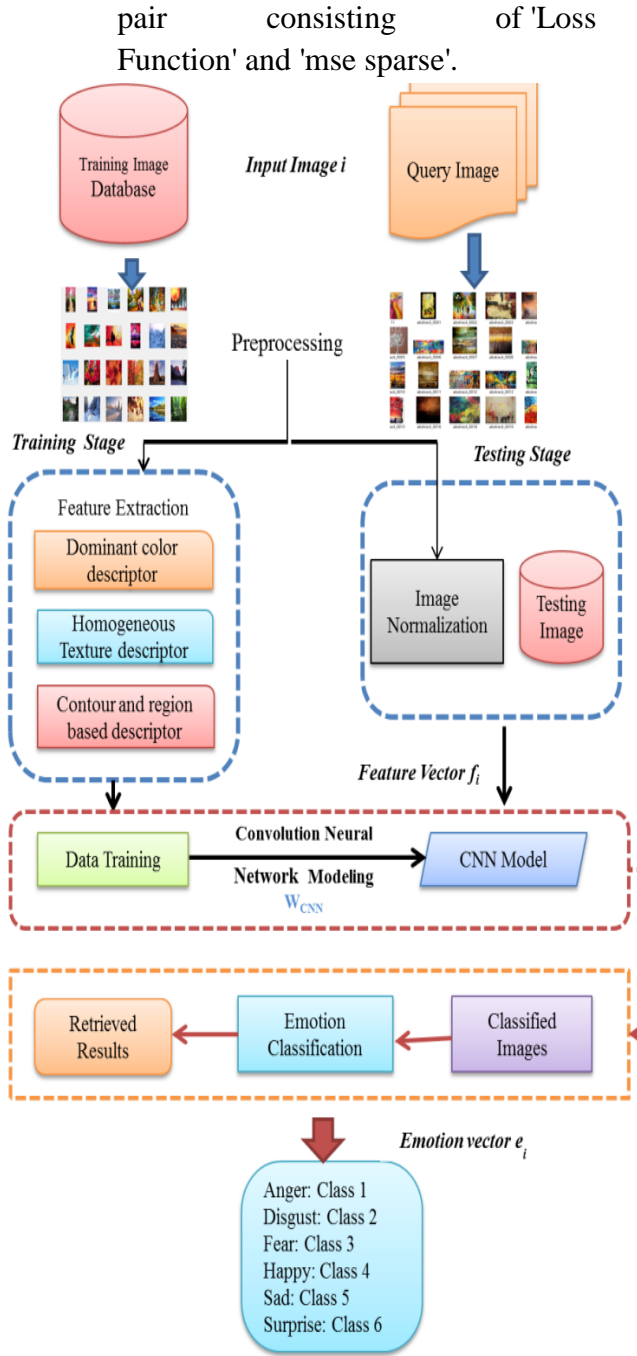 pair consisting of 'Loss
Function' and 'mse sparse'.
Training Image
Database
Input Image i
Query Image
Preprocessing
Training Stage
Testing Stage
Feature Extraction
Dominant color
descriptor
Homogeneous
Texture descriptor
Contour and region
based descriptor
Image
Normalization
Testing
Image
Feature Vector fi
Data Training
Convolution Neural
Network Modeling
WCNN
CNN Model
Retrieved
Results
Emotion
Classification
Classified
Images
Emotion vector ei
Anger: Class 1
Disgust: Class 2
Fear: Class 3
Happy: Class 4
Sad: Class 5
Surprise: Class 6